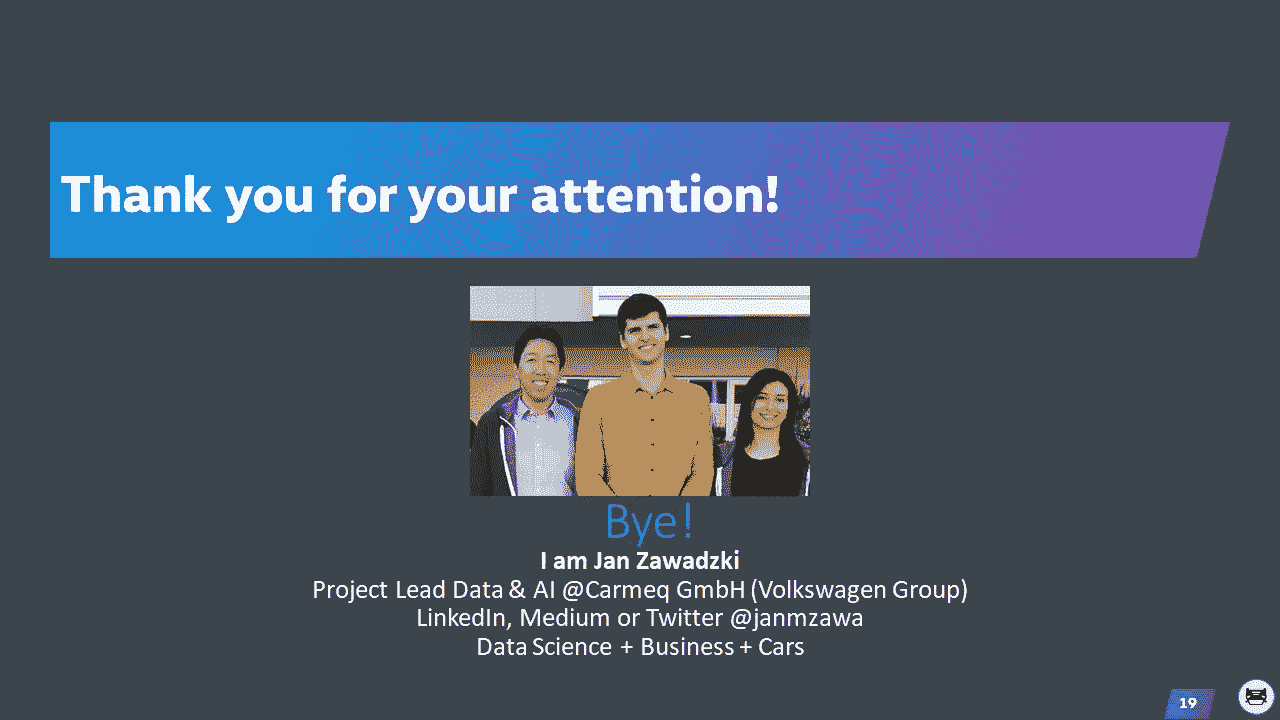 Thank you for your attention!
Bye!
I am Jan Zawadzki
Project Lead Data & AI @Carmeq GmbH (Volkswagen Group)
LinkedIn, Medium or Twitter @janmzawa
Data Science + Business + Cars
19